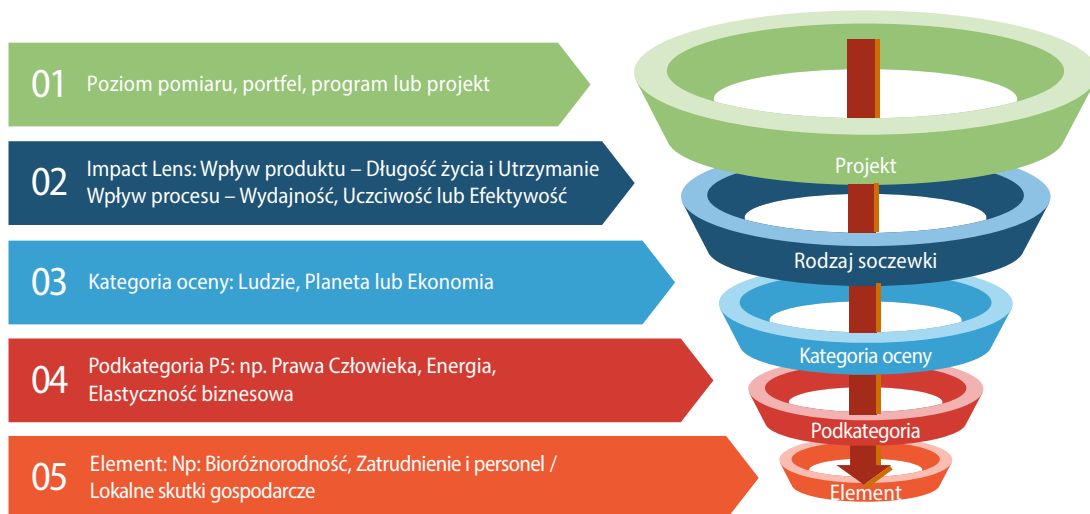 01
Poziom pomiaru, portfel, program lub projekt
Projekt
02
Impact Lens: Wpływ produktu – Długość życia i Utrzymanie
Wpływ procesu – Wydajność, Uczciwość lub Efektywność
Rodzaj soczewki
03
Kategoria oceny: Ludzie, Planeta lub Ekonomia
Kategoria oceny
04
Podkategoria P5: np. Prawa Człowieka, Energia,
Elastyczność biznesowa
Podkategoria
05
Element: Np: Bioróżnorodność, Zatrudnienie i personel /
Lokalne skutki gospodarcze
Element